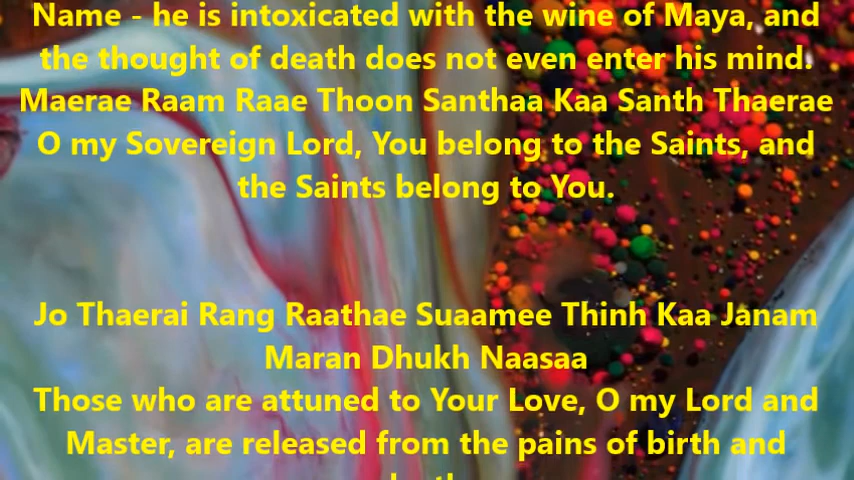 Name - he is intoxicated with the wine of Maya, and
the thought of death does not even enter his mind.
Maerae Raam Raae Thoon Santhaa Kaa Santh Thaerae
O my Sovereign Lord, You belong to the Saints, and
the Saints belong to You.
Jo Thaerai Rang Raathae Suaamee Thinh Kaa Janam
Maran Dhukh Naasaa
Those who are attuned to Your Love, O my Lord and
Master, are released from the pains of birth and